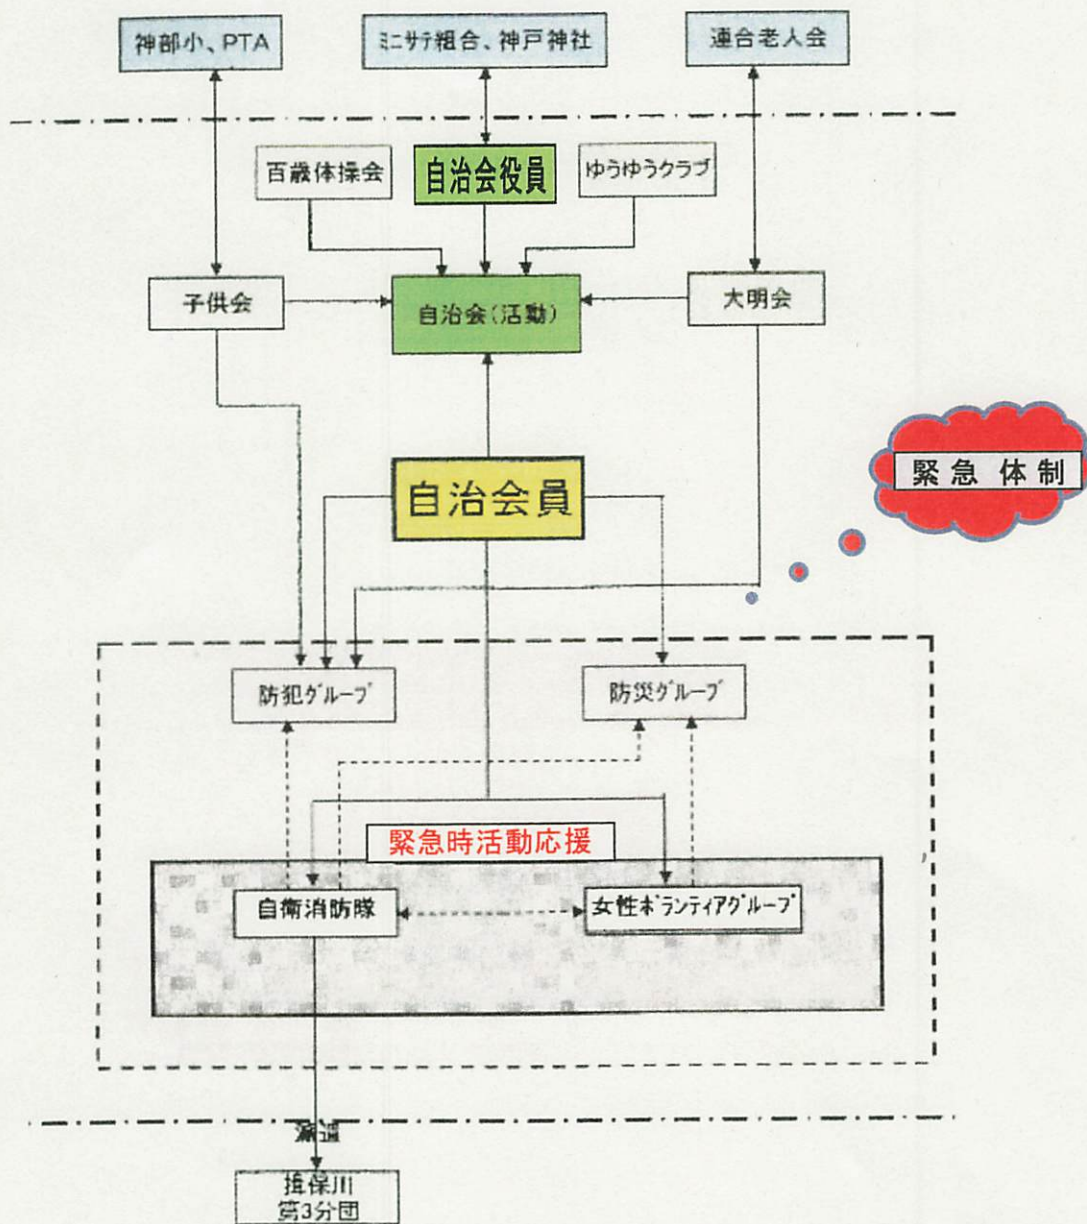 神部小、PTA
ミニサテ組合、神戸神社
連合老人会
百歳体操会
自治会役員
ゆうゆうクラブ
子供会
自治会(活動)
大明会
自治会員
緊急 体制
防犯グループ
防災グループ
緊急時活動応援
自衛消防隊
女性ボランティアグループ
揖保川
第3分団